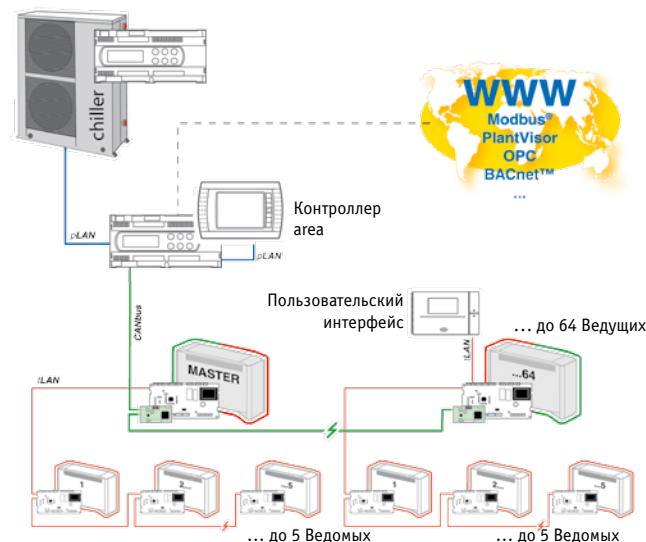 chiller
WWW
Modbus®
PlantVisor
OPC
BACnet™
...
Контроллер
area
pLAN
pLAN
CANbus
Пользовательский
интерфейс
... до 64 Ведущих
tLAN
tLAN
MASTER
...64
1
2...
...5
1
2...
...5
... до 5 Ведомых
... до 5 Ведомых